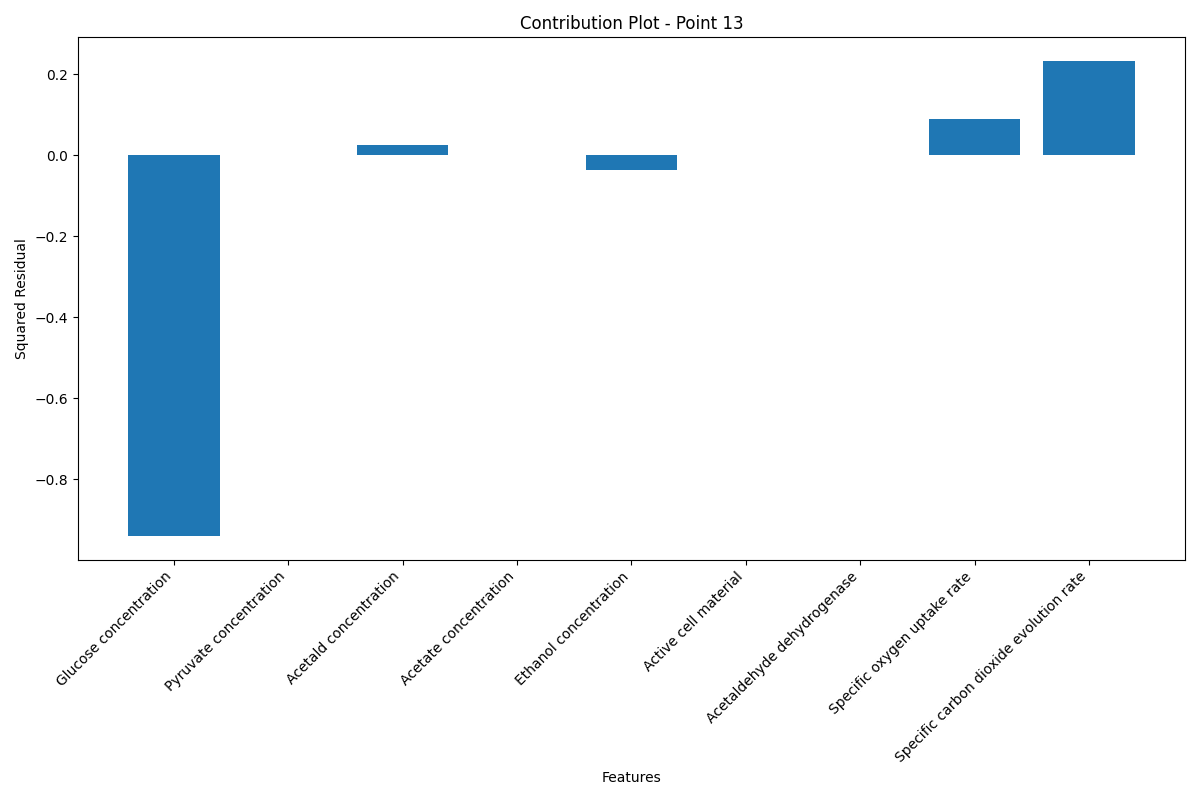 Contribution Plot - Point 13
Squared Residual
0.2
0.0
−0.2
−0.4
−0.6
−0.8
Glucose concentration
Pyruvate concentration
Acetald concentration
Acetate concentration
Ethanol concentration
Active cell material
Acetaldehyde dehydrogenase
Specific oxygen uptake rate
Specific carbon dioxide evolution rate
Features